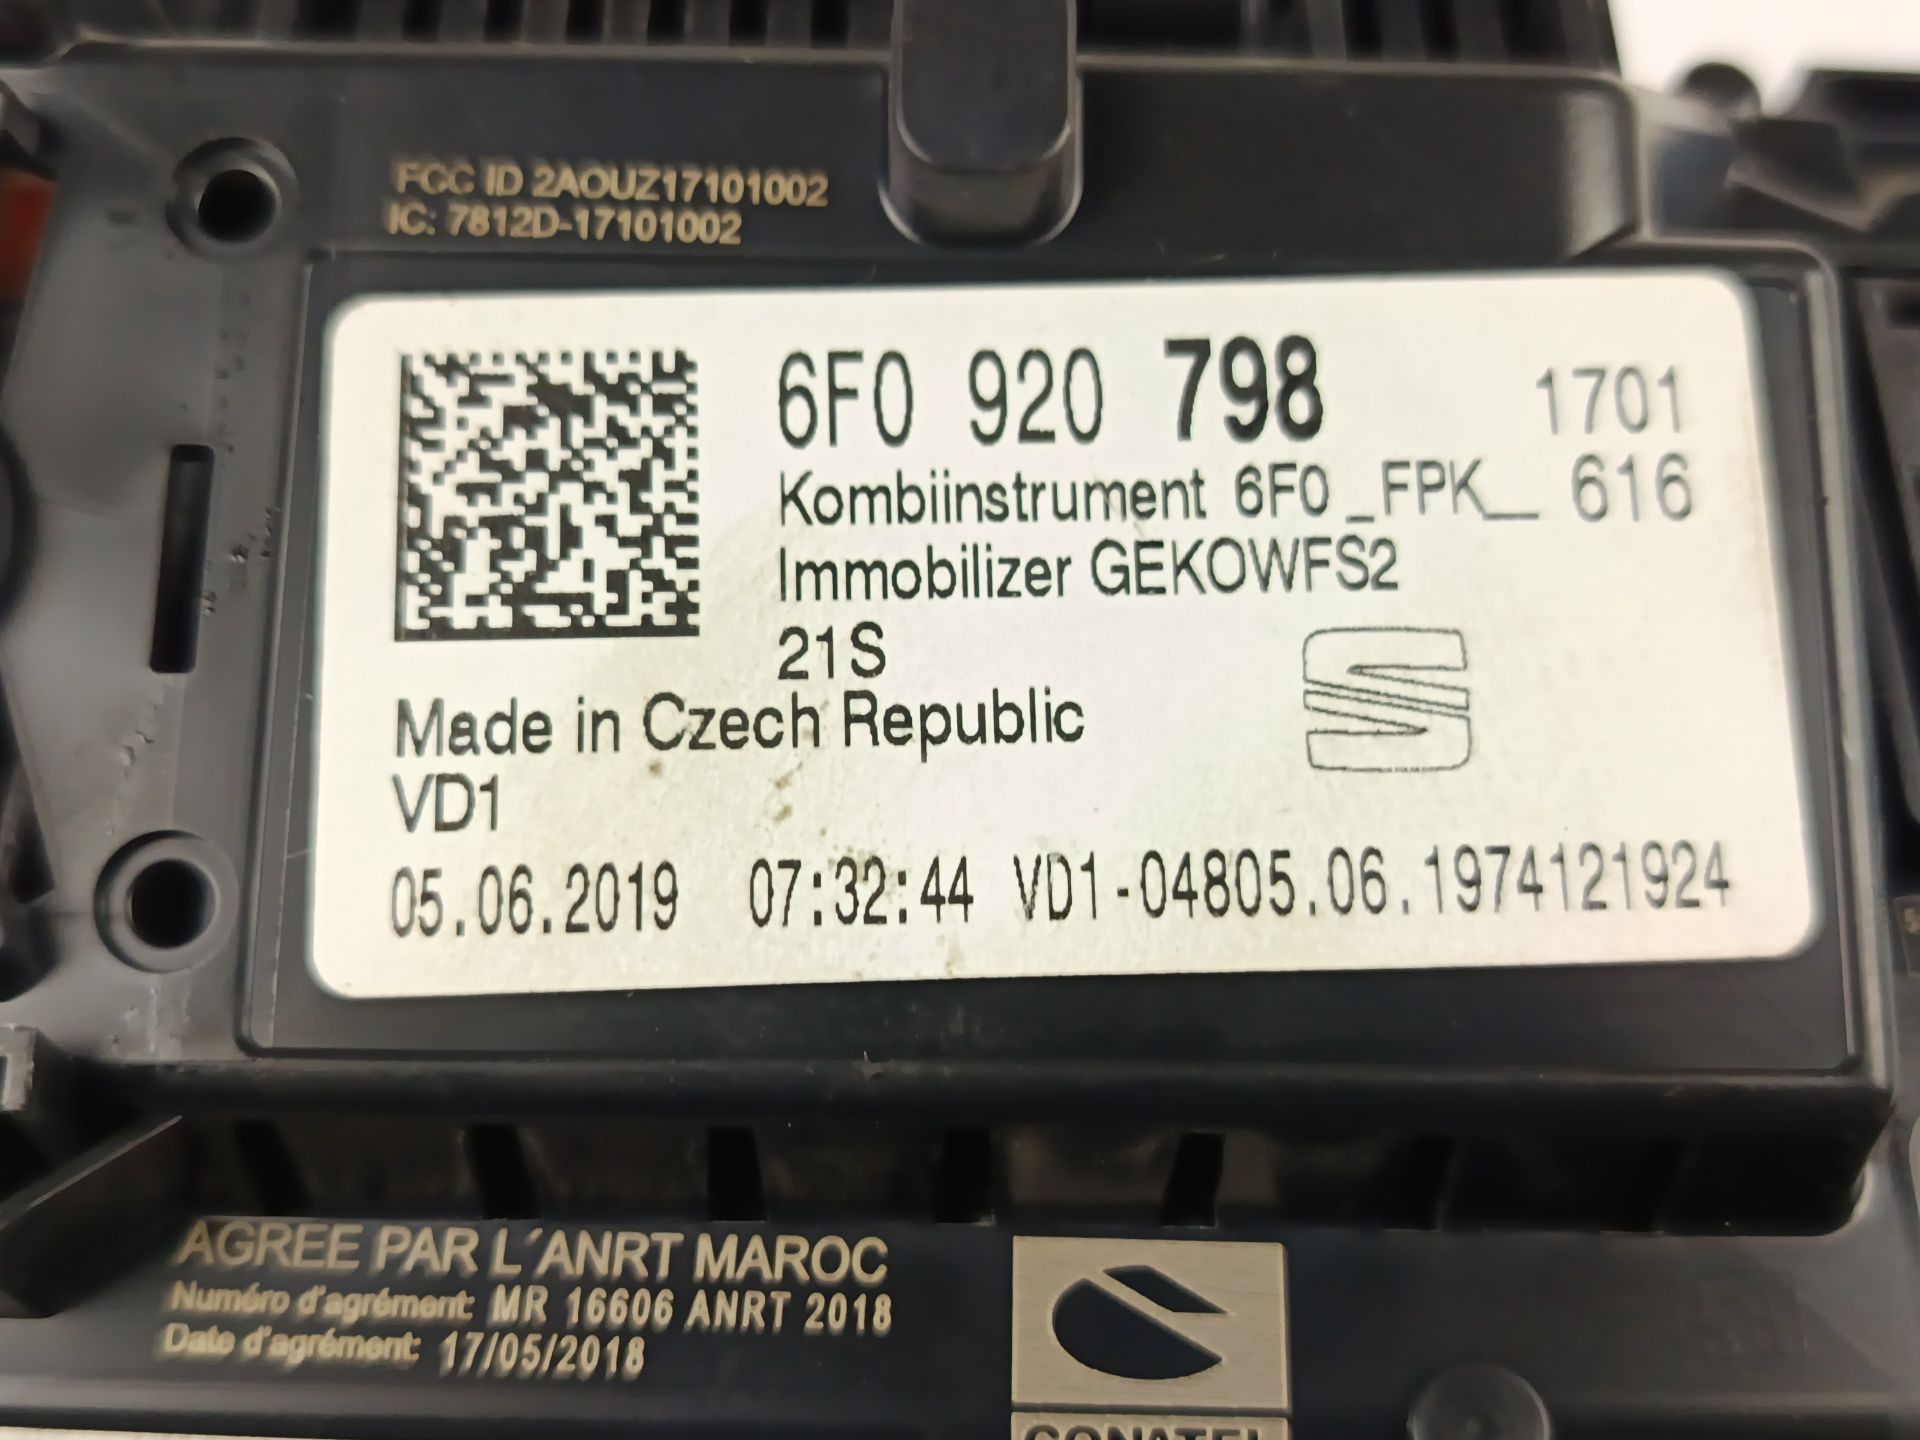 FCC ID 2AOUZ17101002
IC: 7812D-17101002
6F0 920 798 1701
Kombiinstrument 6F0_FPK_ 616
Immobilizer GEKOWFS2
21S
Made in Czech Republic
VD1
05.06.2019 07:32:44 VD1-04805.06.1974121924
AGREE PAR L´ANRT MAROC
Numéro d'agrément: MR 16606 ANRT 2018
Date d'agrément: 17/05/2018
CONATEL